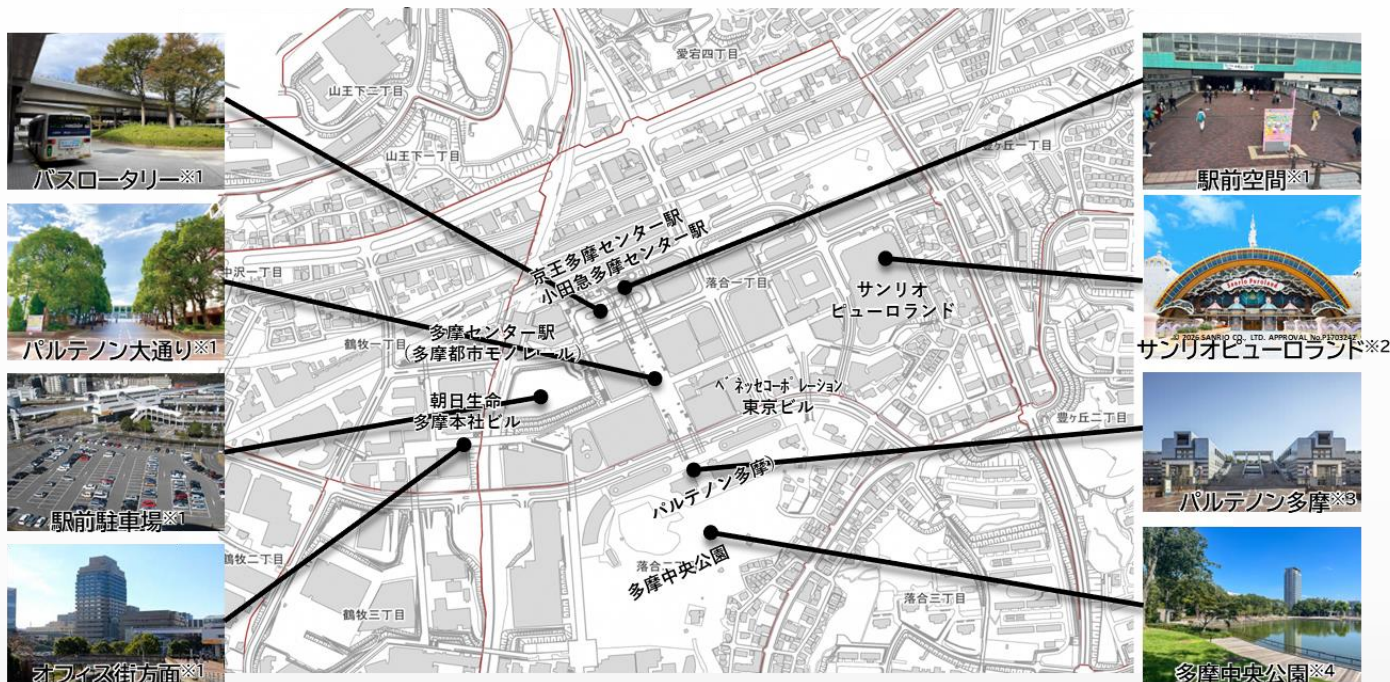 バスロータリー※1
パルテノン大通り※1
駅前駐車場※1
オフィス街方面※1
愛宕四丁目
山王下二丁目
山王下一丁目
豊ヶ丘一丁目
中沢一丁目
京王多摩センター駅
小田急多摩センター駅
落合一丁目
サンリオ
ピューロランド
鶴牧一丁目
多摩センター駅
(多摩都市モノレール)
朝日生命
多摩本社ビル
ベネッセコーポレーション
東京ビル
豊ヶ丘二丁目
パルテノン多摩)
多摩中央公園
鶴牧二丁目
鶴牧三丁目
落合三丁目
駅前空間※1
Sanrio Puroland
サンリオピューロランド※2
パルテノン多摩※3
多摩中央公園※4